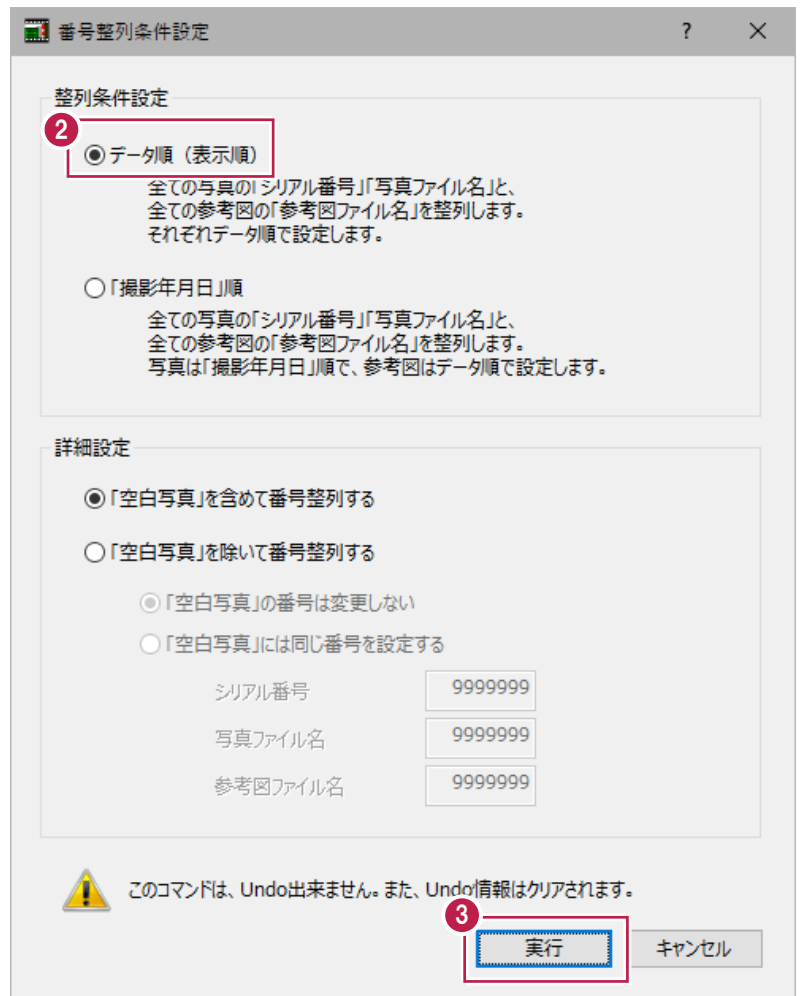 番号整列条件設定
?
整列条件設定
2
データ順（表示順）
全ての写真の「シリアル番号」「写真ファイル名」と、
全ての参考図の「参考図ファイル名」を整列します。
それぞれデータ順で設定します。
「撮影年月日」順
全ての写真の「シリアル番号」「写真ファイル名」と、
全ての参考図の「参考図ファイル名」を整列します。
写真は「撮影年月日」順で、参考図はデータ順で設定します。
詳細設定
「空白写真」を含めて番号整列する
「空白写真」を除いて番号整列する
「空白写真」の番号は変更しない
「空白写真」には同じ番号を設定する
シリアル番号 9999999
写真ファイル名 9999999
参考図ファイル名 9999999
このコマンドは、Undo出来ません。また、Undo情報はクリアされます。
3
実行 キャンセル